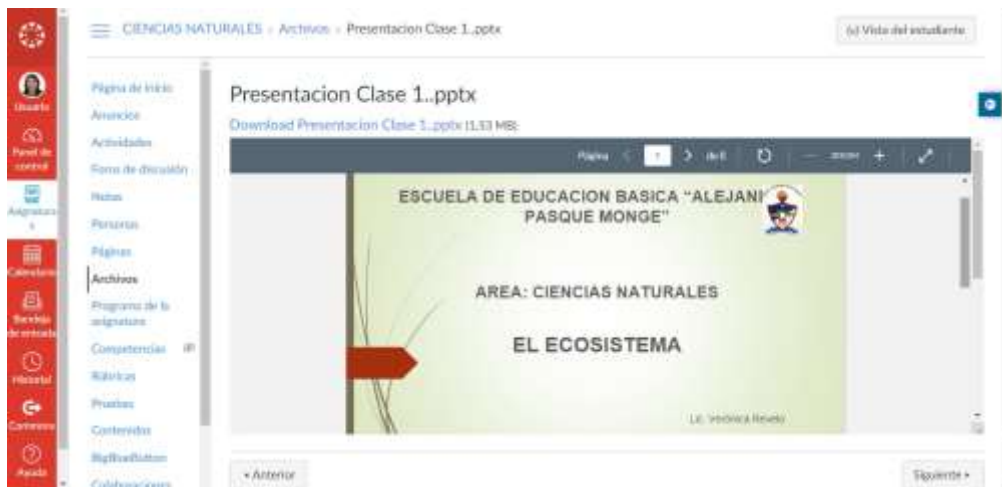 CIENCIAS NATURALES › Archivos › Presentacion Clase 1..pptx
Vista del estudiante
Usuario
Panel de control
Asignatura
s
Calendario
Bandeja de entrada
Historial
Commons
Ayuda
Página de Inicio
Anuncios
Actividades
Foros de discusión
Notas
Personas
Páginas
Archivos
Programa de la asignatura
Competencias
Rúbricas
Pruebas
Contenidos
BigBlueButton
Colaboraciones
Presentacion Clase 1..pptx
Download Presentacion Clase 1..pptx (1,53 MB)
Página 1 de 8
ZOOM
ESCUELA DE EDUCACION BASICA “ALEJAN
PASQUE MONGE”
AREA: CIENCIAS NATURALES
EL ECOSISTEMA
Lic. Verónica Revelo
Anterior
Siguiente